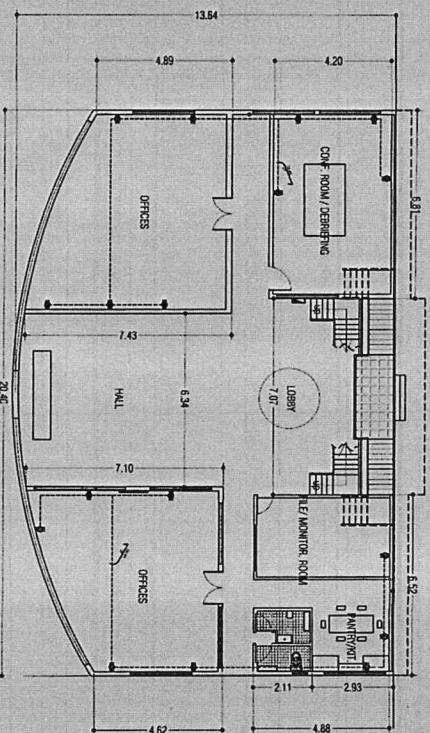 13.64
4.89
4.20
6.81
CONF. ROOM / DEBRIEFING
OFFICES
7.43
UP
LOBBY
7.07
6.34
HALL
20.40
7.10
UP
FILE/ MONITOR. ROOM
6.52
OFFICES
PANTRY/KIT.
2.11
2.93
4.88
4.62